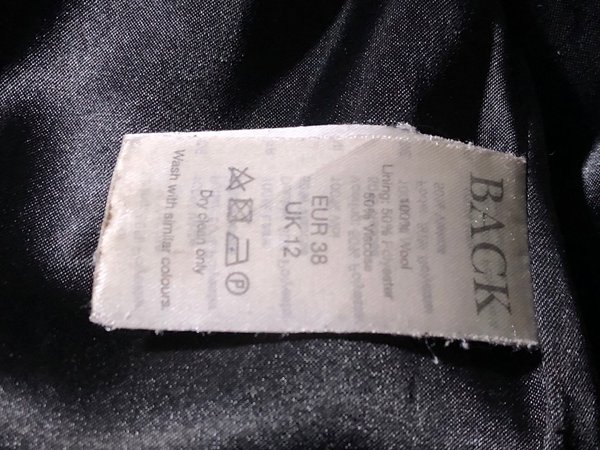 BACK
100% Wool
Lining: 50% Polyester
50% Viscose
EUR 38
UK 12
P
Dry clean only
Wash with similar colours.